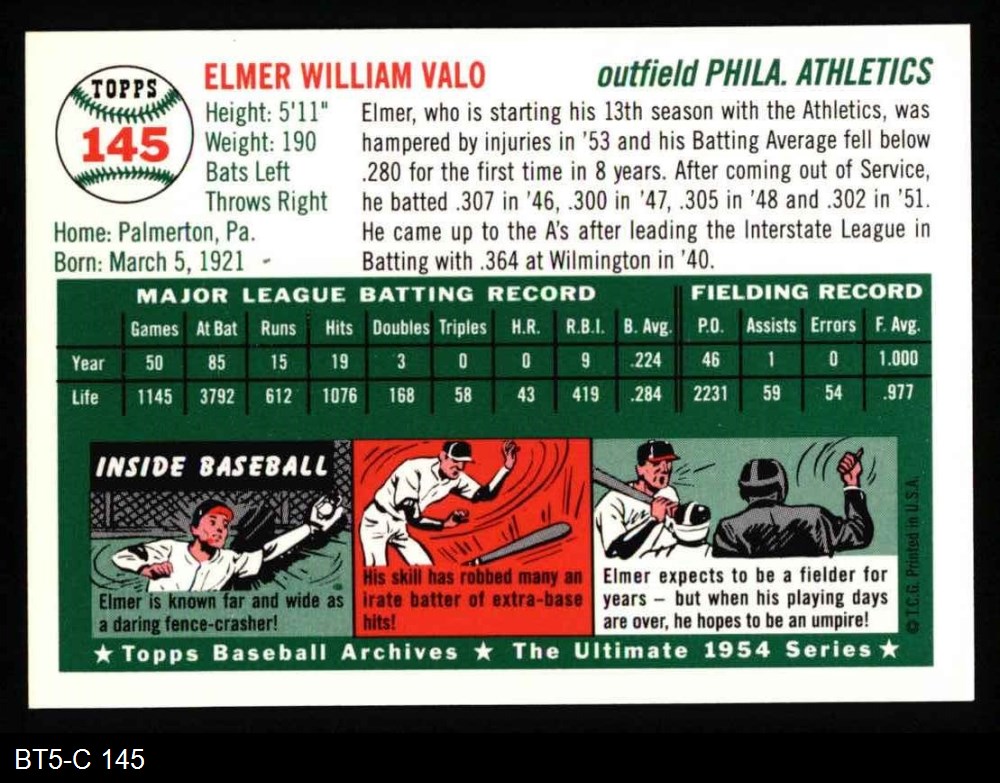 TOPPS
145
ELMER WILLIAM VALO
outfield PHILA. ATHLETICS
Height: 5'11"
Weight: 190
Bats Left
Throws Right
Home: Palmerton, Pa.
Born: March 5, 1921
Elmer, who is starting his 13th season with the Athletics, was
hampered by injuries in '53 and his Batting Average fell below
.280 for the first time in 8 years. After coming out of Service,
he batted .307 in '46, .300 in '47, .305 in '48 and .302 in '51.
He came up to the A's after leading the Interstate League in
Batting with .364 at Wilmington in '40.
MAJOR LEAGUE BATTING RECORD FIELDING RECORD
Games At Bat Runs Hits Doubles Triples H.R. R.B.I. B. Avg. P.O. Assists Errors F. Avg.
Year 50 85 15 19 3 0 0 9 .224 46 1 0 1.000
Life 1145 3792 612 1076 168 58 43 419 .284 2231 59 54 .977
INSIDE BASEBALL
Elmer is known far and wide as
a daring fence-crasher!
His skill has robbed many an
irate batter of extra-base
hits!
Elmer expects to be a fielder for
years – but when his playing days
are over, he hopes to be an umpire!
© T.C.G. Printed in U.S.A.
★ Topps Baseball Archives ★ The Ultimate 1954 Series ★
BT5-C 145